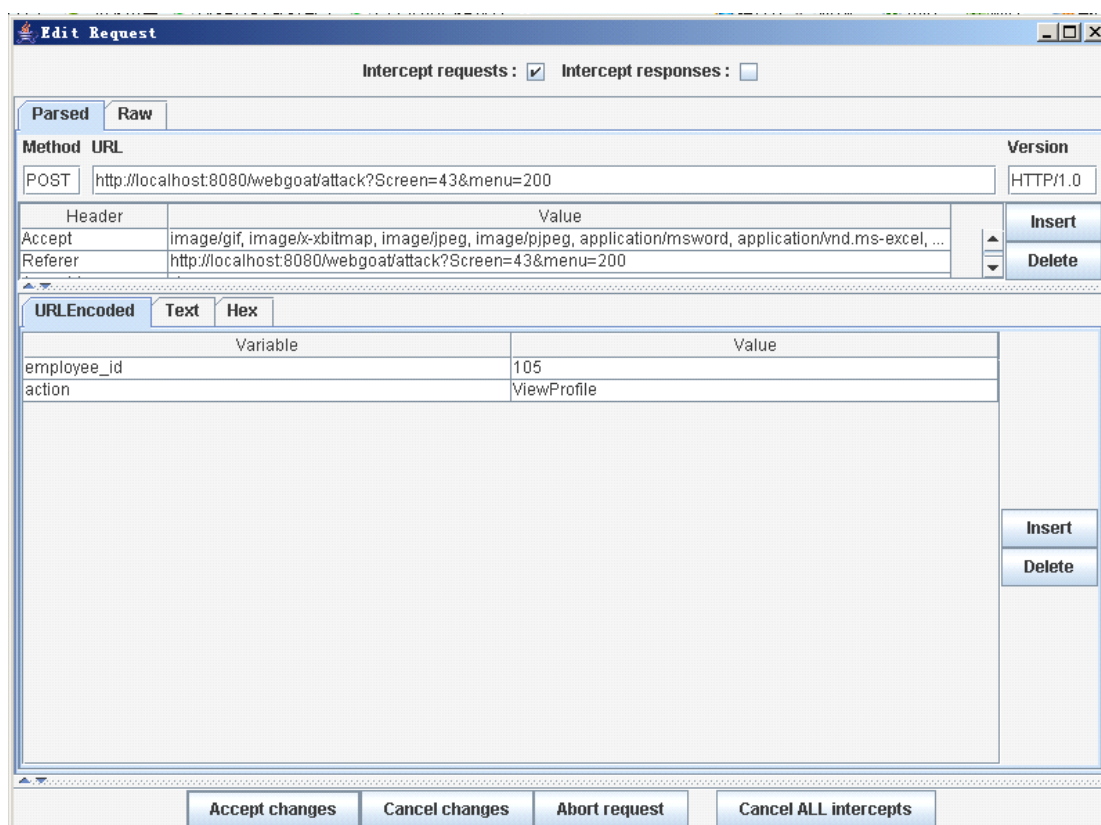 Edit Request
Intercept requests : Intercept responses :
Parsed Raw
Method URL Version
POST http://localhost:8080/webgoat/attack?Screen=43&menu=200 HTTP/1.0
Header Value Insert
Accept image/gif, image/x-xbitmap, image/jpeg, image/pjpeg, application/msword, application/vnd.ms-excel, ...
Referer http://localhost:8080/webgoat/attack?Screen=43&menu=200 Delete
URLEncoded Text Hex
Variable Value
employee_id 105
action ViewProfile
Insert
Delete
Accept changes Cancel changes Abort request Cancel ALL intercepts